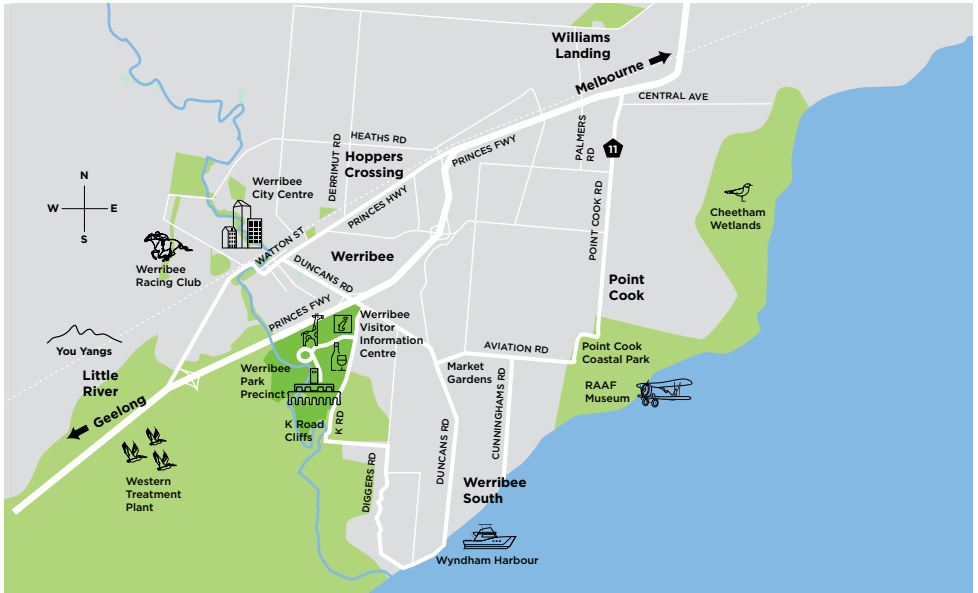 Williams
Landing
Melbourne
CENTRAL AVE
HEATHS RD
DERRIMUT RD
PALMERS
RD
11
Hoppers
Crossing
PRINCES FWY
N
W
E
S
Werribee
City Centre
PRINCES HWY
Cheetham
Wetlands
POINT COOK RD
WATTON ST
Werribee
DUNCANS RD
Werribee
Racing Club
Point
Cook
PRINCES FWY
Werribee
Visitor
Information
Centre
i
You Yangs
AVIATION RD
Point Cook
Coastal Park
Market
Gardens
Little
River
Werribee
Park
Precinct
RAAF
Museum
Geelong
K Road
Cliffs
K RD
DUNCANS RD
CUNNINGHAMS RD
DIGGERS RD
Western
Treatment
Plant
Werribee
South
Wyndham Harbour